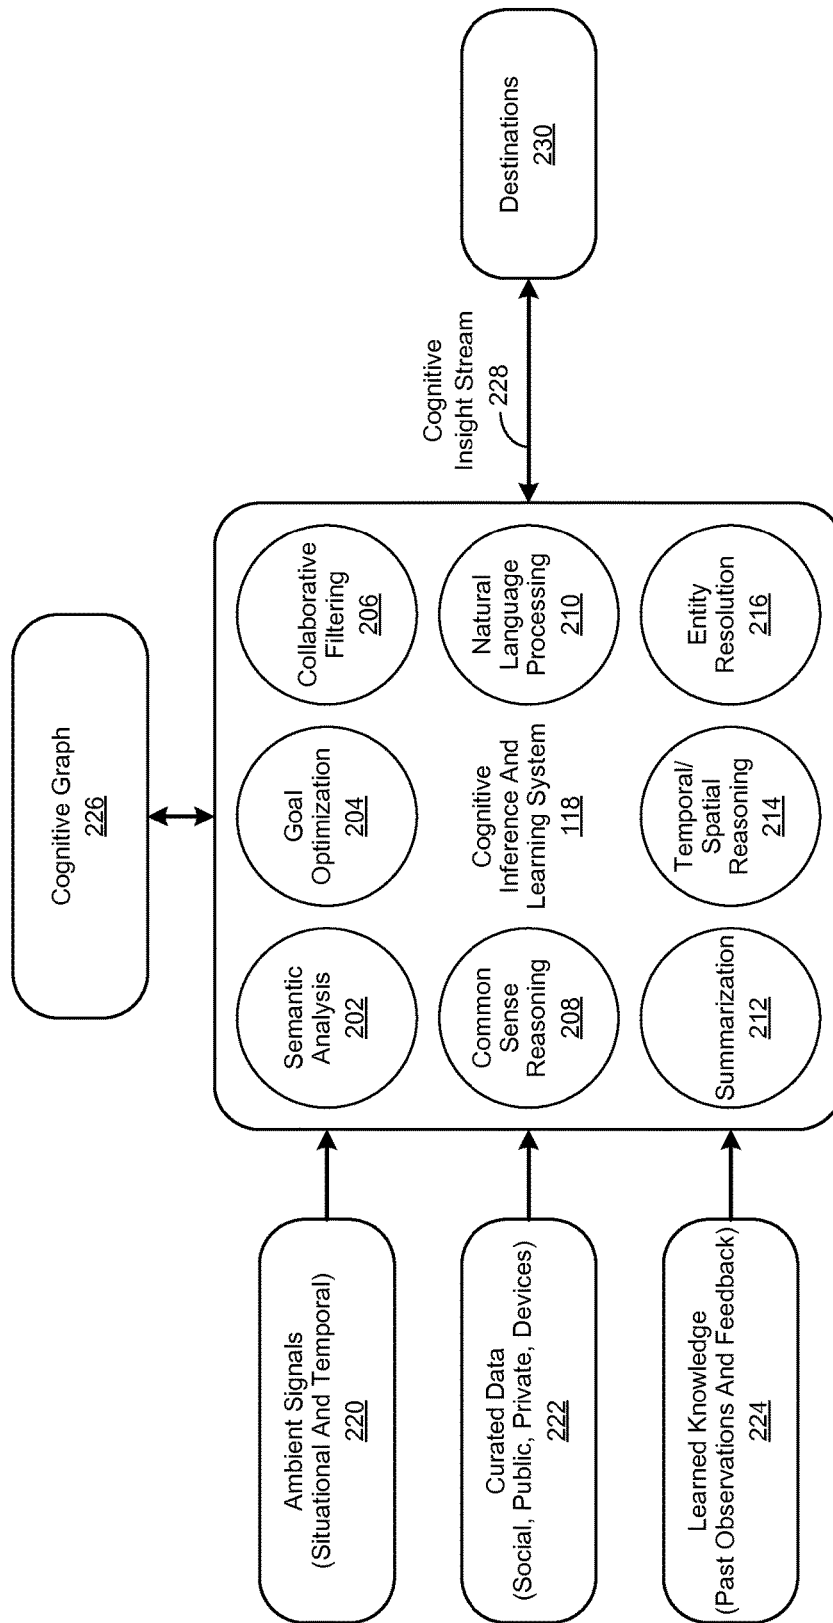 Cognitive Graph
226
Ambient Signals
(Situational And Temporal)
220
Curated Data
(Social, Public, Private, Devices)
222
Learned Knowledge
(Past Observations And Feedback)
224
Semantic
Analysis
202
Goal
Optimization
204
Collaborative
Filtering
206
Common
Sense
Reasoning
208
Cognitive
Inference And
Learning System
118
Natural
Language
Processing
210
Summarization
212
Temporal/
Spatial
Reasoning
214
Entity
Resolution
216
Cognitive
Insight Stream
228
Destinations
230